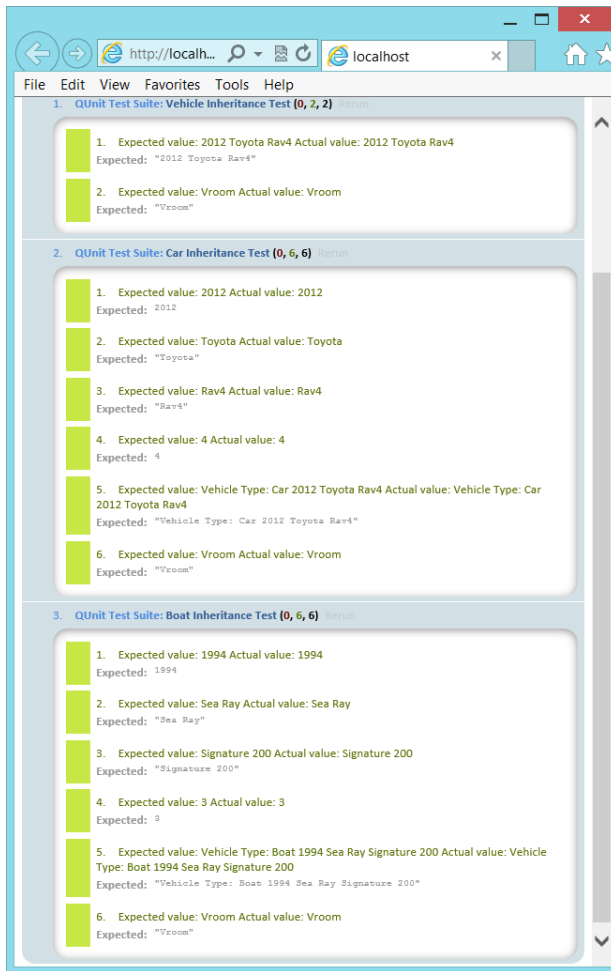 http://localh...
localhost
File Edit View Favorites Tools Help
1. QUnit Test Suite: Vehicle Inheritance Test (0, 2, 2) Rerun
1. Expected value: 2012 Toyota Rav4 Actual value: 2012 Toyota Rav4
Expected: "2012 Toyota Rav4"
2. Expected value: Vroom Actual value: Vroom
Expected: "Vroom"
2. QUnit Test Suite: Car Inheritance Test (0, 6, 6) Rerun
1. Expected value: 2012 Actual value: 2012
Expected: 2012
2. Expected value: Toyota Actual value: Toyota
Expected: "Toyota"
3. Expected value: Rav4 Actual value: Rav4
Expected: "Rav4"
4. Expected value: 4 Actual value: 4
Expected: 4
5. Expected value: Vehicle Type: Car 2012 Toyota Rav4 Actual value: Vehicle Type: Car
2012 Toyota Rav4
Expected: "Vehicle Type: Car 2012 Toyota Rav4"
6. Expected value: Vroom Actual value: Vroom
Expected: "Vroom"
3. QUnit Test Suite: Boat Inheritance Test (0, 6, 6) Rerun
1. Expected value: 1994 Actual value: 1994
Expected: 1994
2. Expected value: Sea Ray Actual value: Sea Ray
Expected: "Sea Ray"
3. Expected value: Signature 200 Actual value: Signature 200
Expected: "Signature 200"
4. Expected value: 3 Actual value: 3
Expected: 3
5. Expected value: Vehicle Type: Boat 1994 Sea Ray Signature 200 Actual value: Vehicle
Type: Boat 1994 Sea Ray Signature 200
Expected: "Vehicle Type: Boat 1994 Sea Ray Signature 200"
6. Expected value: Vroom Actual value: Vroom
Expected: "Vroom"